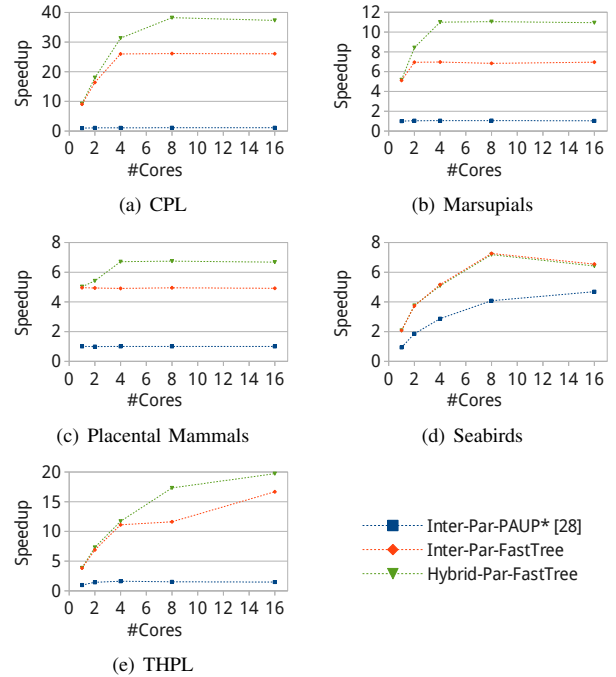 40
30
20
10
0
0 2 4 6 8 10 12 14 16
Speedup
#Cores
(a) CPL
12
10
8
6
4
2
0
0 2 4 6 8 10 12 14 16
Speedup
#Cores
(b) Marsupials
8
6
4
2
0
0 2 4 6 8 10 12 14 16
Speedup
#Cores
(c) Placental Mammals
8
6
4
2
0
0 2 4 6 8 10 12 14 16
Speedup
#Cores
(d) Seabirds
20
15
10
5
0
0 2 4 6 8 10 12 14 16
Speedup
#Cores
(e) THPL
Inter-Par-PAUP* [28]
Inter-Par-FastTree
Hybrid-Par-FastTree